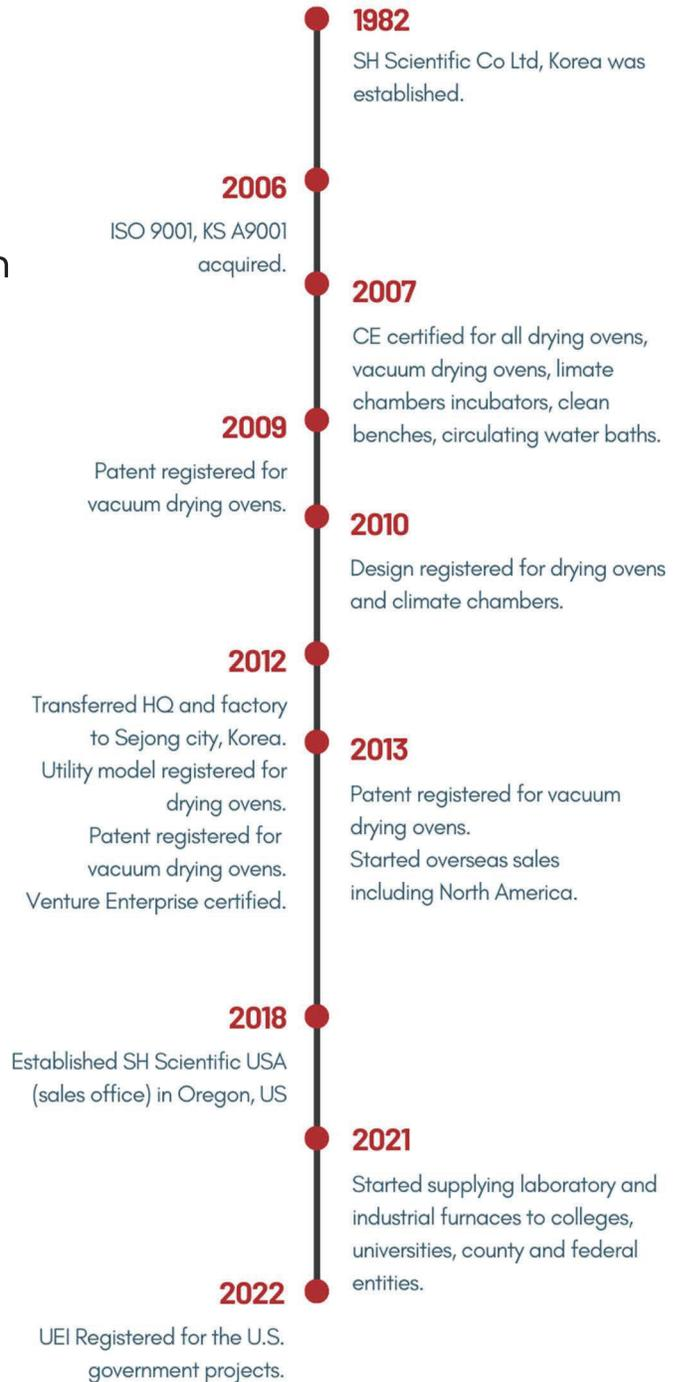 1982
SH Scientific Co Ltd, Korea was
established.
2006
ISO 9001, KS A9001
acquired.
n
2007
CE certified for all drying ovens,
vacuum drying ovens, limate
chambers incubators, clean
benches, circulating water baths.
2009
Patent registered for
vacuum drying ovens.
2010
Design registered for drying ovens
and climate chambers.
2012
Transferred HQ and factory
to Sejong city, Korea.
Utility model registered for
drying ovens.
Patent registered for
vacuum drying ovens.
Venture Enterprise certified.
2013
Patent registered for vacuum
drying ovens.
Started overseas sales
including North America.
2018
Established SH Scientific USA
(sales office) in Oregon, US
2021
Started supplying laboratory and
industrial furnaces to colleges,
universities, county and federal
entities.
2022
UEI Registered for the U.S.
government projects.